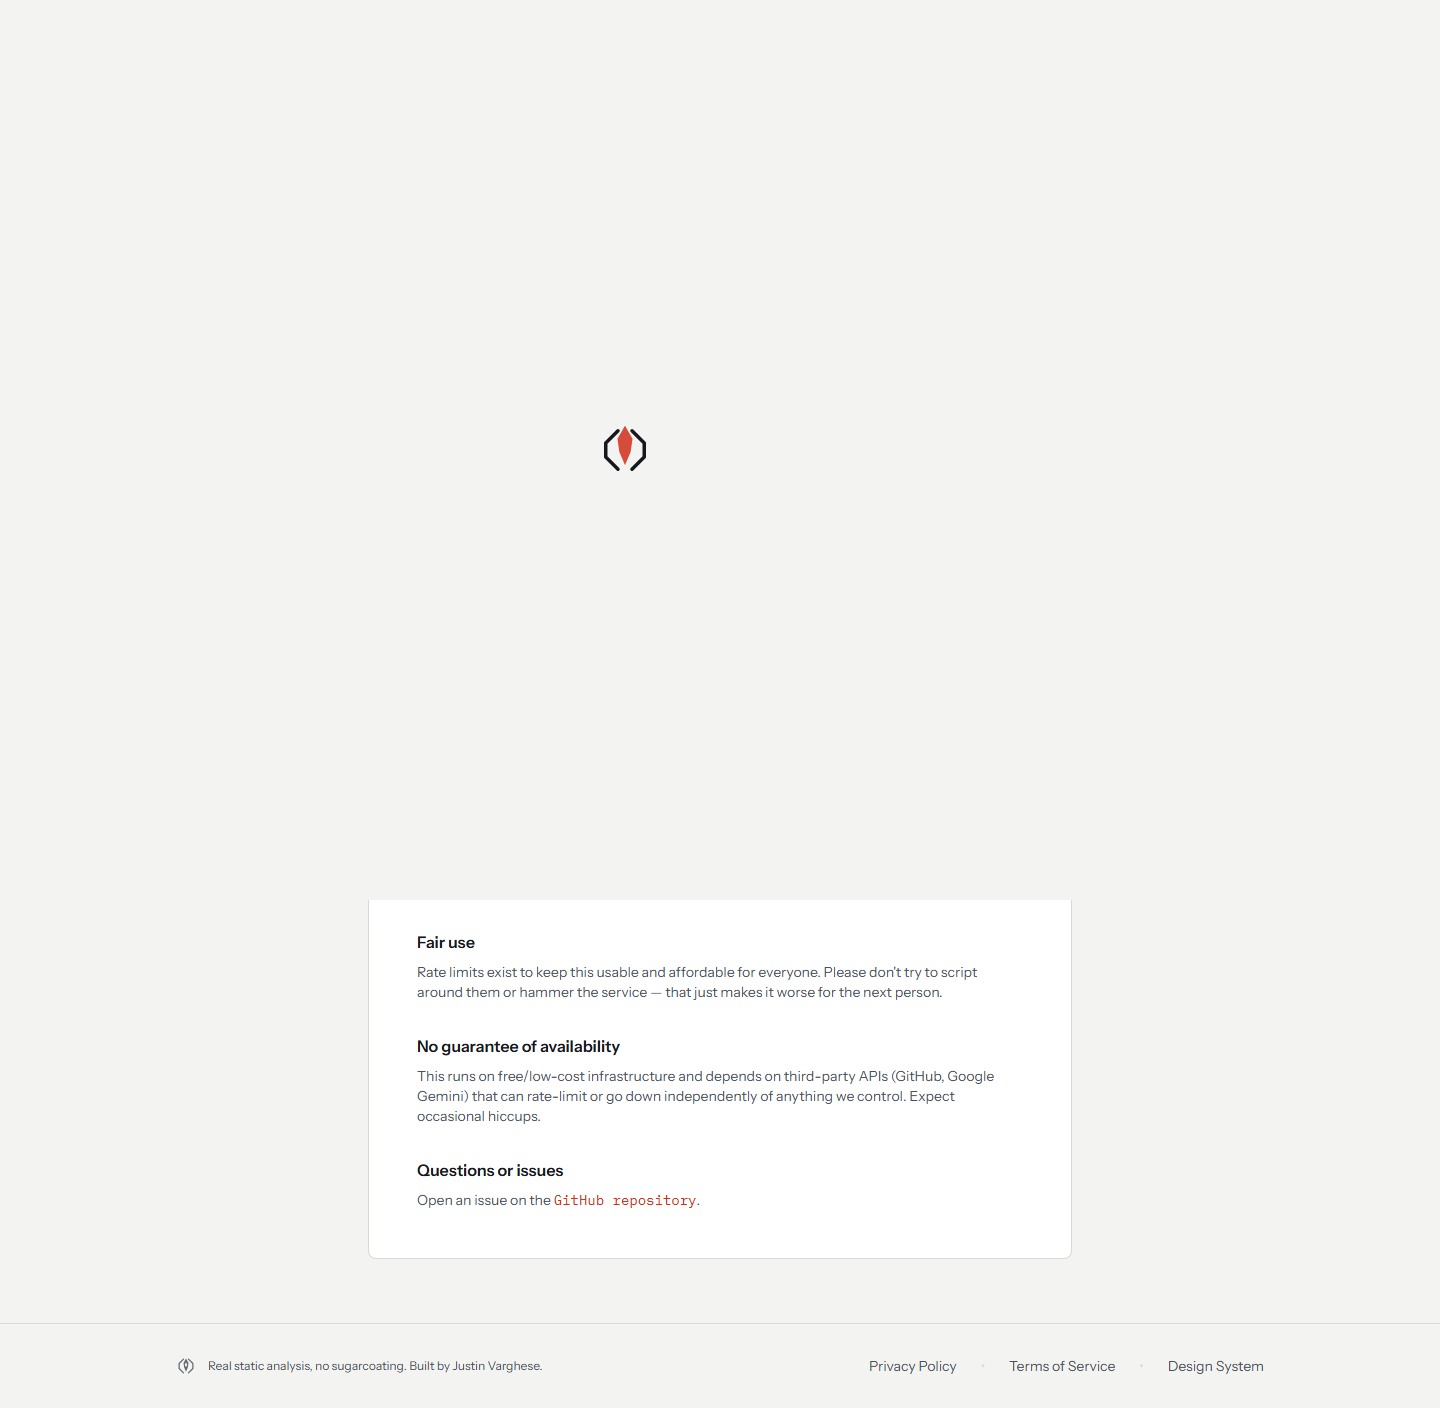 Fair use
Rate limits exist to keep this usable and affordable for everyone. Please don't try to script
around them or hammer the service — that just makes it worse for the next person.
No guarantee of availability
This runs on free/low-cost infrastructure and depends on third-party APIs (GitHub, Google
Gemini) that can rate-limit or go down independently of anything we control. Expect
occasional hiccups.
Questions or issues
Open an issue on the GitHub repository.
Real static analysis, no sugarcoating. Built by Justin Varghese.
Privacy Policy · Terms of Service · Design System